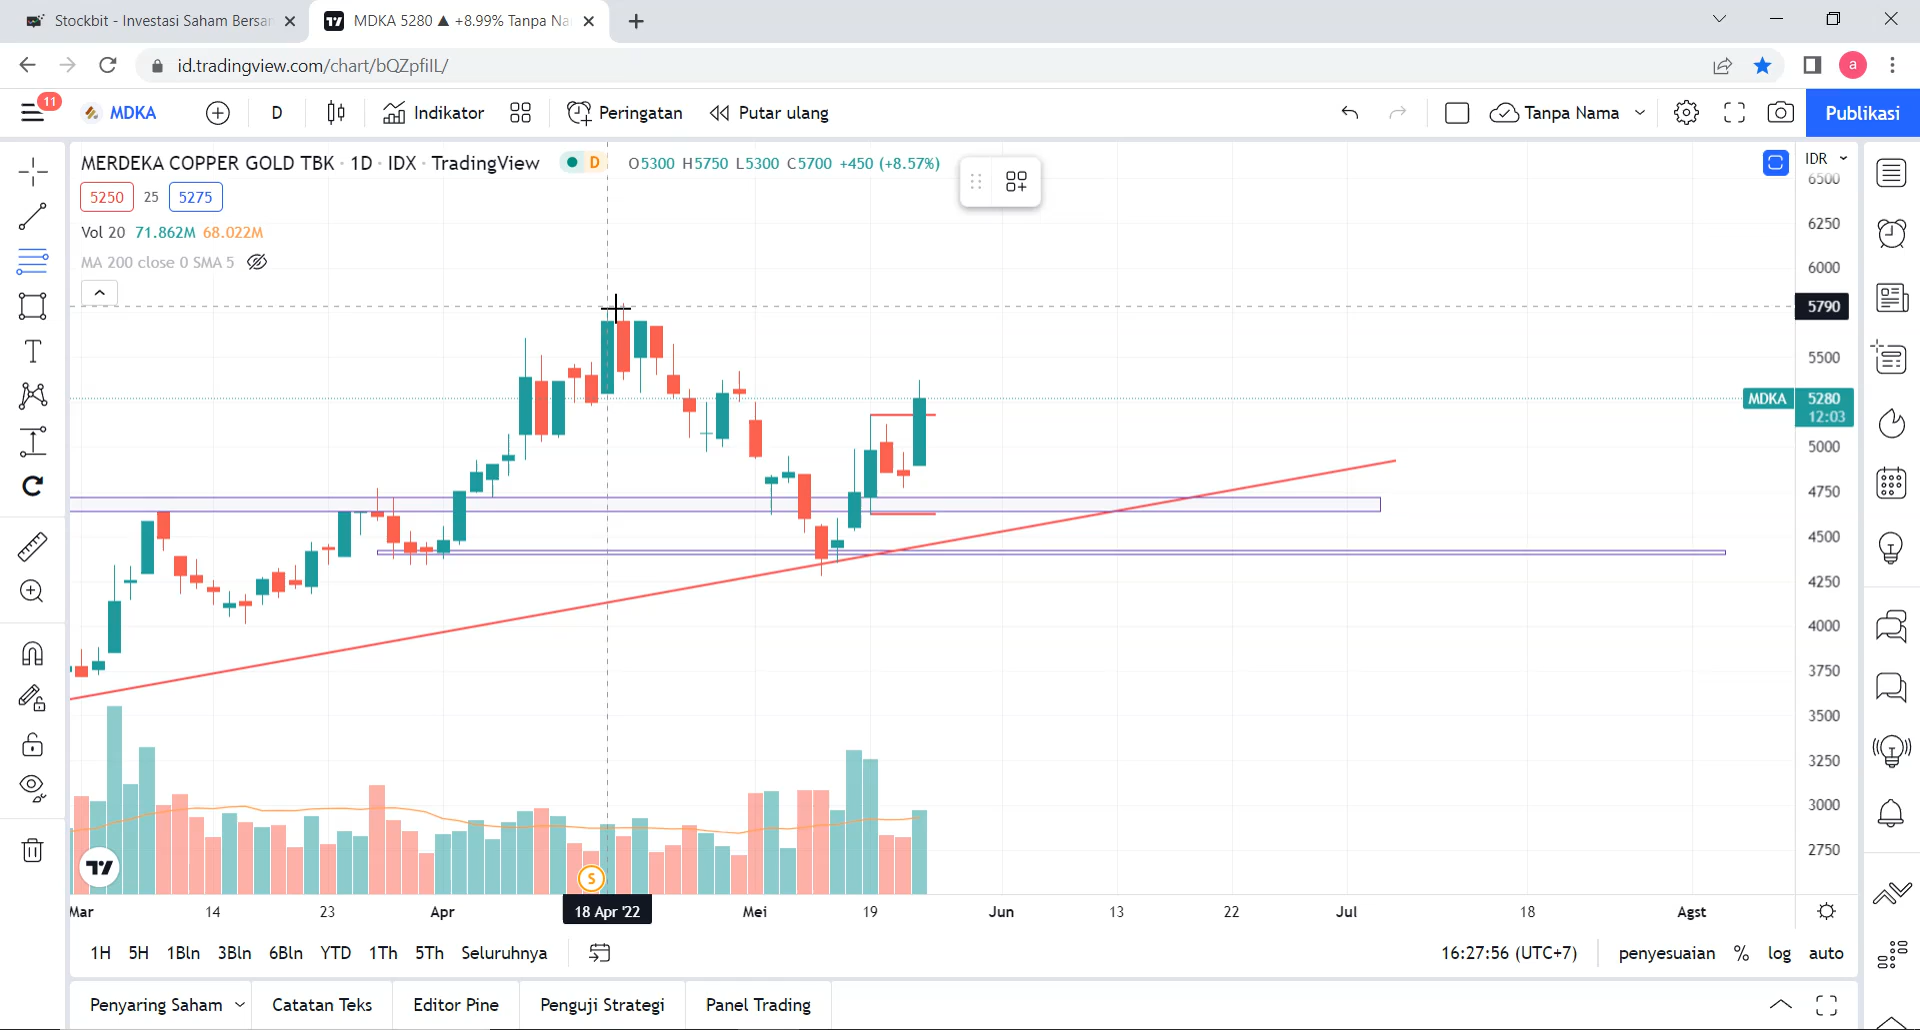 Stockbit - Investasi Saham Bersar
MDKA 5280 ▲ +8.99% Tanpa Na
id.tradingview.com/chart/bQZpfilL/
a
11
MDKA
D
Indikator
Peringatan
Putar ulang
Tanpa Nama
Publikasi
MERDEKA COPPER GOLD TBK · 1D · IDX · TradingView
D
O5300 H5750 L5300 C5700 +450 (+8.57%)
IDR
5250
25
5275
Vol 20 71.862M 68.022M
MA 200 close 0 SMA 5
6500
6250
6000
5790
5500
MDKA
5280
12:03
5000
4750
4500
4250
4000
3750
3500
3250
3000
2750
T
S
Mar
14
23
Apr
18 Apr '22
Mei
19
Jun
13
22
Jul
18
Agst
1H
5H
1Bln
3Bln
6Bln
YTD
1Th
5Th
Seluruhnya
16:27:56 (UTC+7)
penyesuaian
%
log
auto
Penyaring Saham
Catatan Teks
Editor Pine
Penguji Strategi
Panel Trading